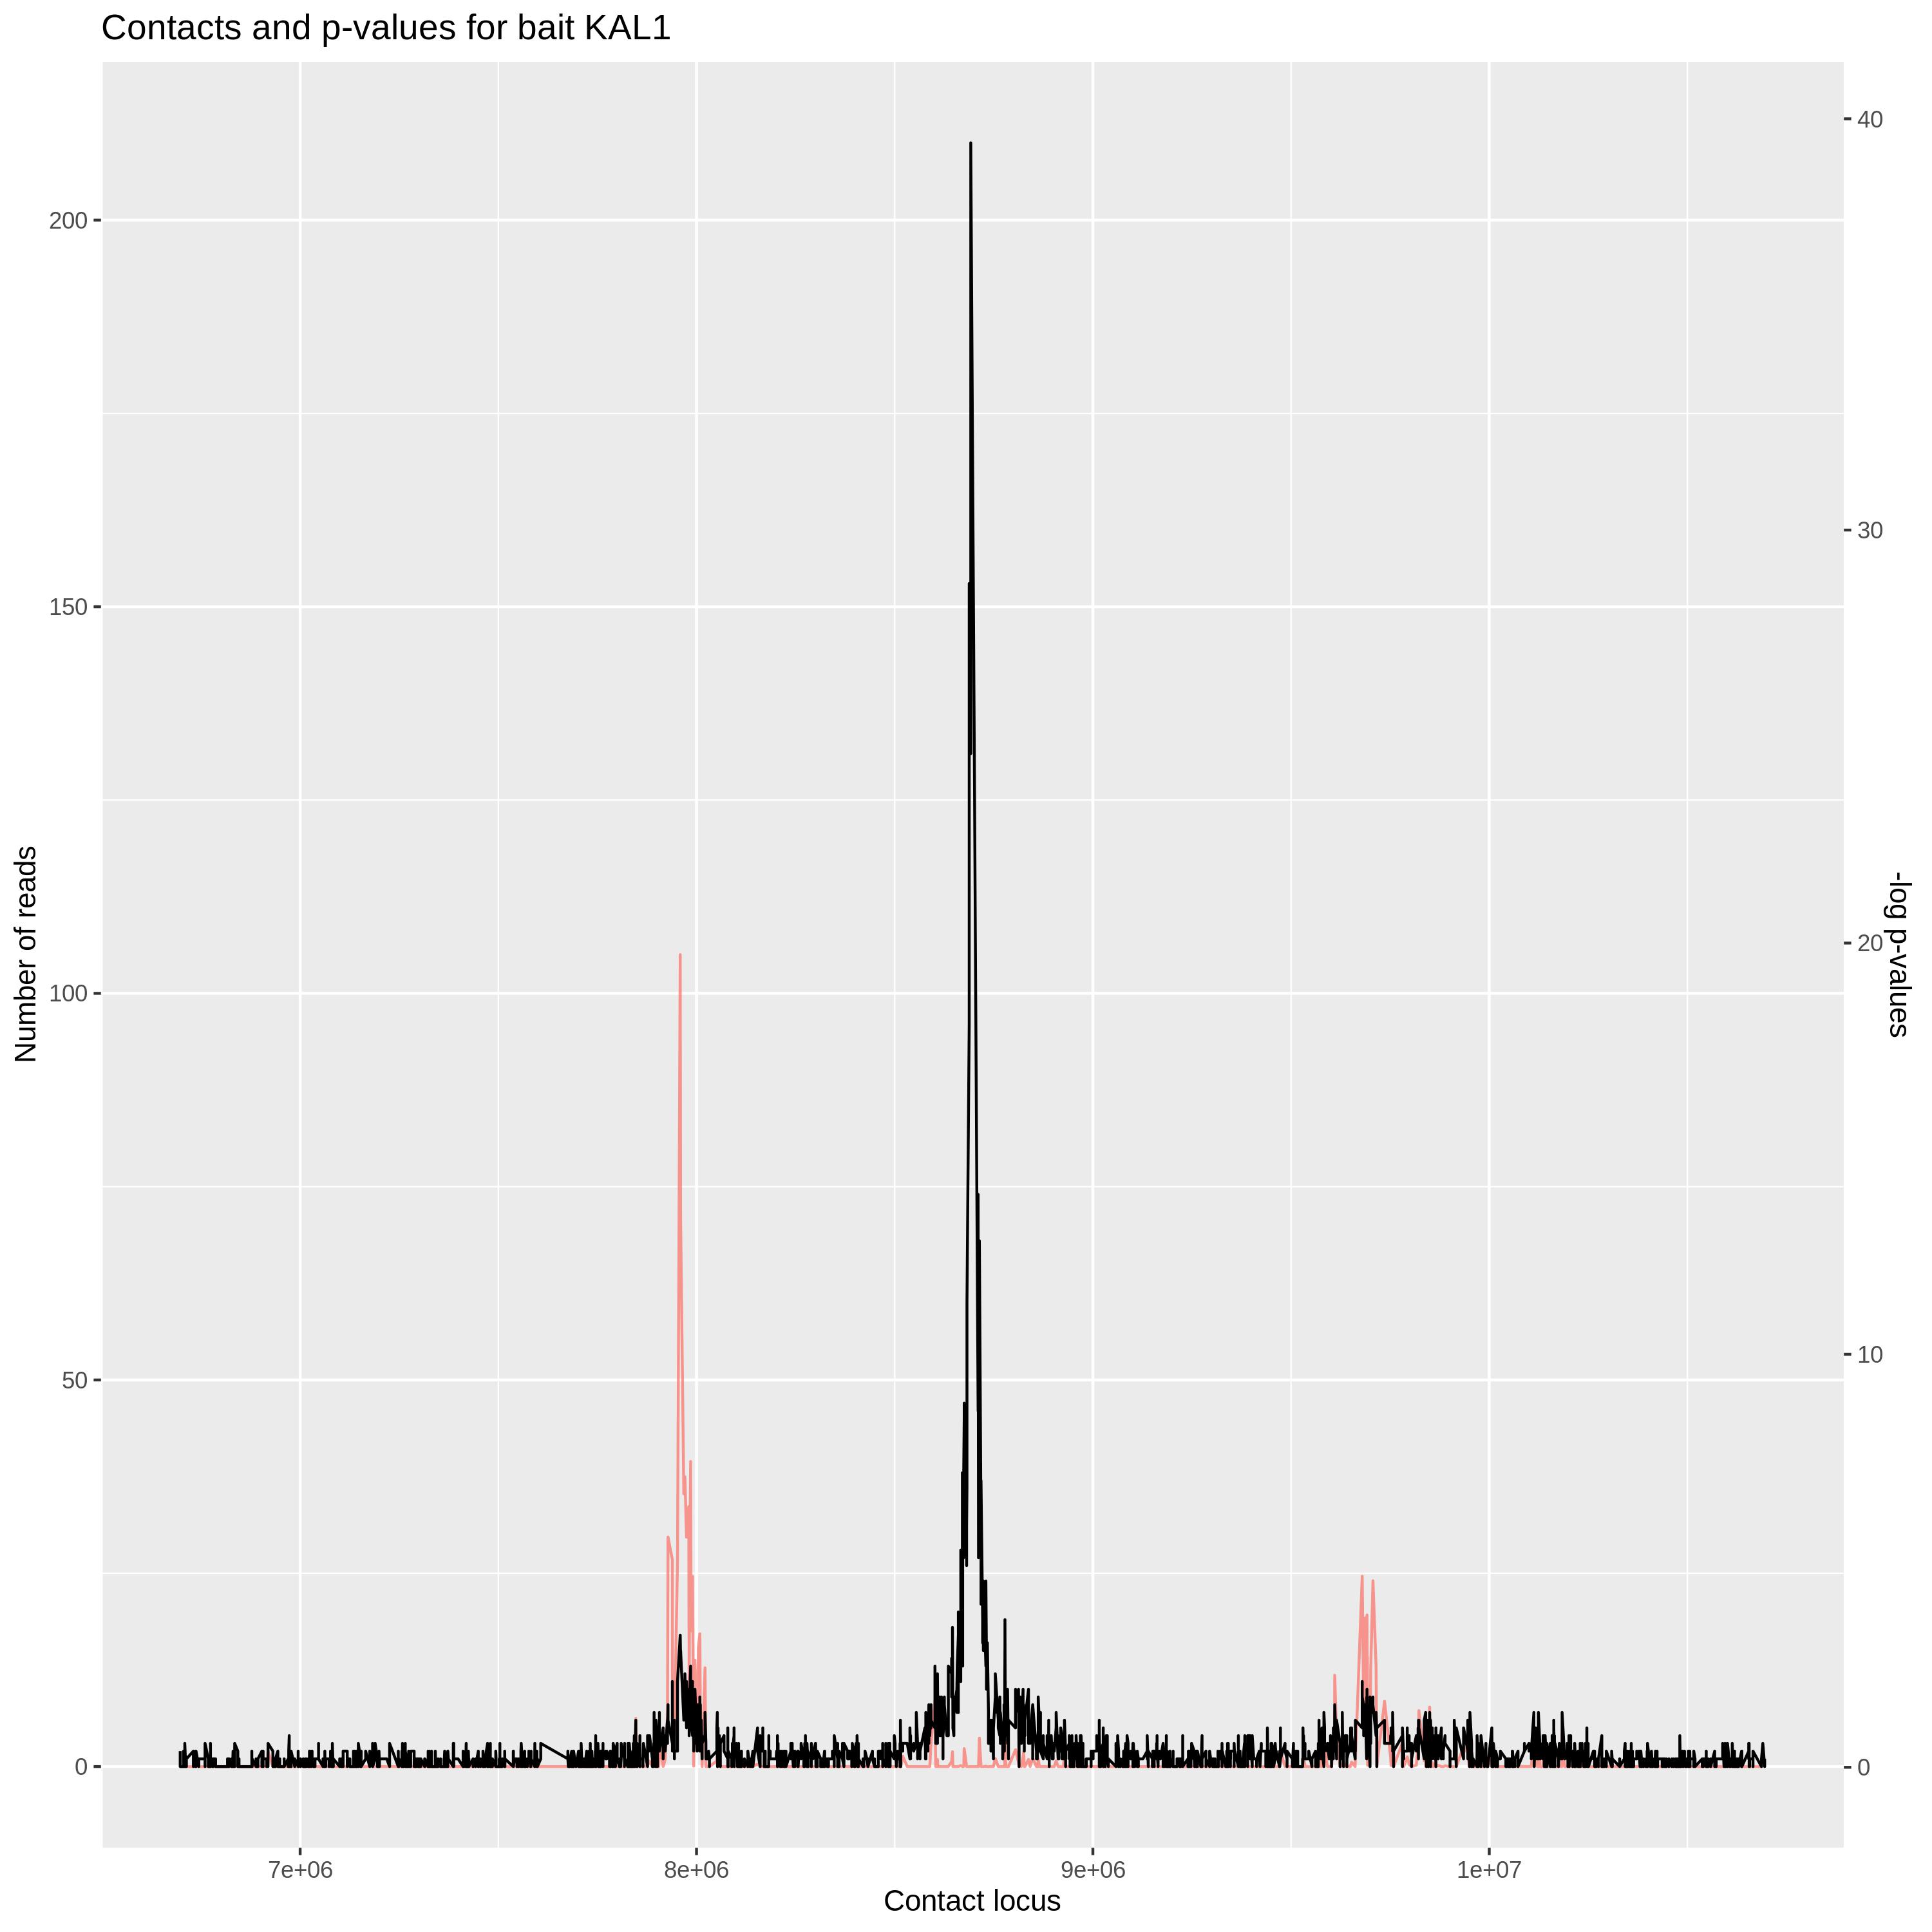 Contacts and p-values for bait KAL1
Number of reads
200
150
100
50
0
40
30
20
10
0
-log p-values
7e+06
8e+06
9e+06
1e+07
Contact locus